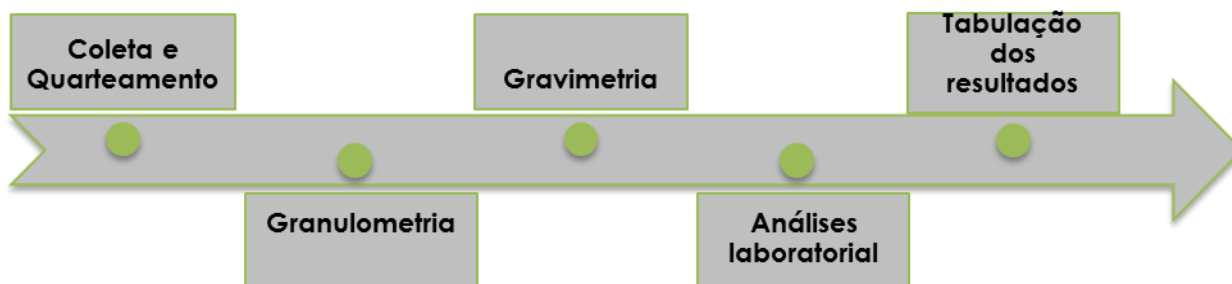 Coleta e
Quarteamento
Granulometria
Gravimetria
Análises
laboratorial
Tabulação
dos
resultados